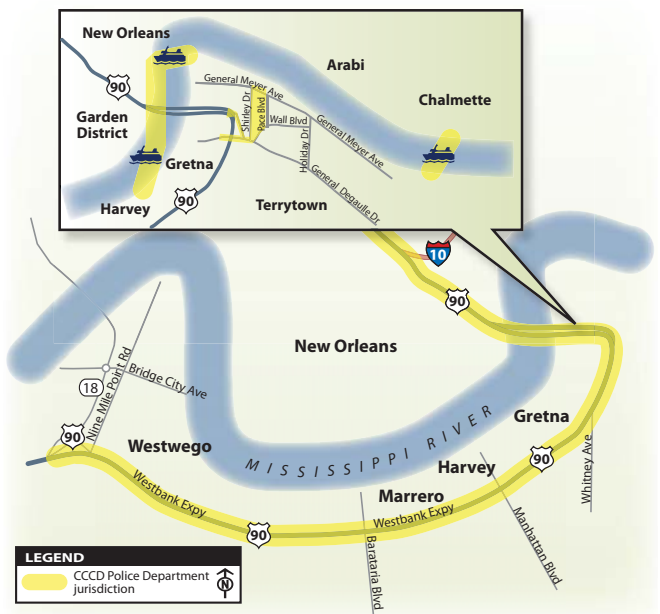 New Orleans
Arabi
90
General Meyer Ave
Chalmette
Garden
District
Shirley Dr
Pace Blvd
Wall Blvd
General Meyer Ave
Holiday Dr
Gretna
90
Harvey
Terrytown
General Degaulle Dr
10
90
New Orleans
Nine Mile Point Rd
Bridge City Ave
18
Gretna
90
Westwego
MISSISSIPPI RIVER
Harvey
90
Whitney Ave
Marrero
Westbank Expy
Westbank Expy
90
Manhattan Blvd
Barataria Blvd
LEGEND
CCCD Police Department
jurisdiction
N